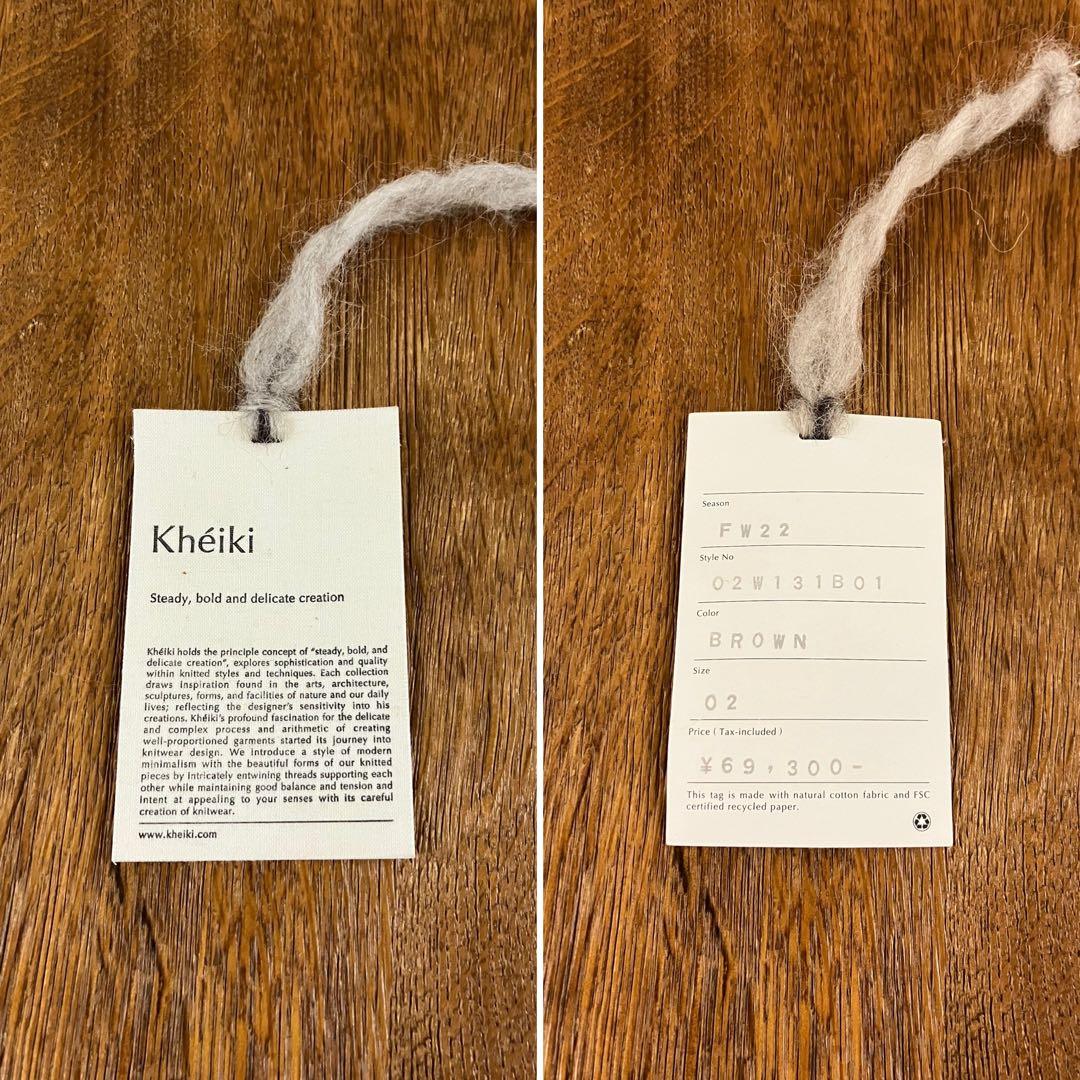 Khéiki
Steady, bold and delicate creation
Khéiki holds the principle concept of "steady, bold, and
delicate creation", explores sophistication and quality
within knitted styles and techniques. Each collection
draws inspiration found in the arts, architecture,
sculptures, forms, and facilities of nature and our daily
lives; reflecting the designer's sensitivity into his
creations. Khéiki's profound fascination for the delicate
and complex process and arithmetic of creating
well-proportioned garments started its journey into
knitwear design. We introduce a style of modern
minimalism with the beautiful forms of our knitted
pieces by intricately entwining threads supporting each
other while maintaining good balance and tension and
intent at appealing to your senses with its careful
creation of knitwear.
www.kheiki.com
Season
FW22
Style No
02W131B01
Color
BROWN
Size
02
Price ( Tax-included )
¥69,300-
This tag is made with natural cotton fabric and FSC
certified recycled paper.